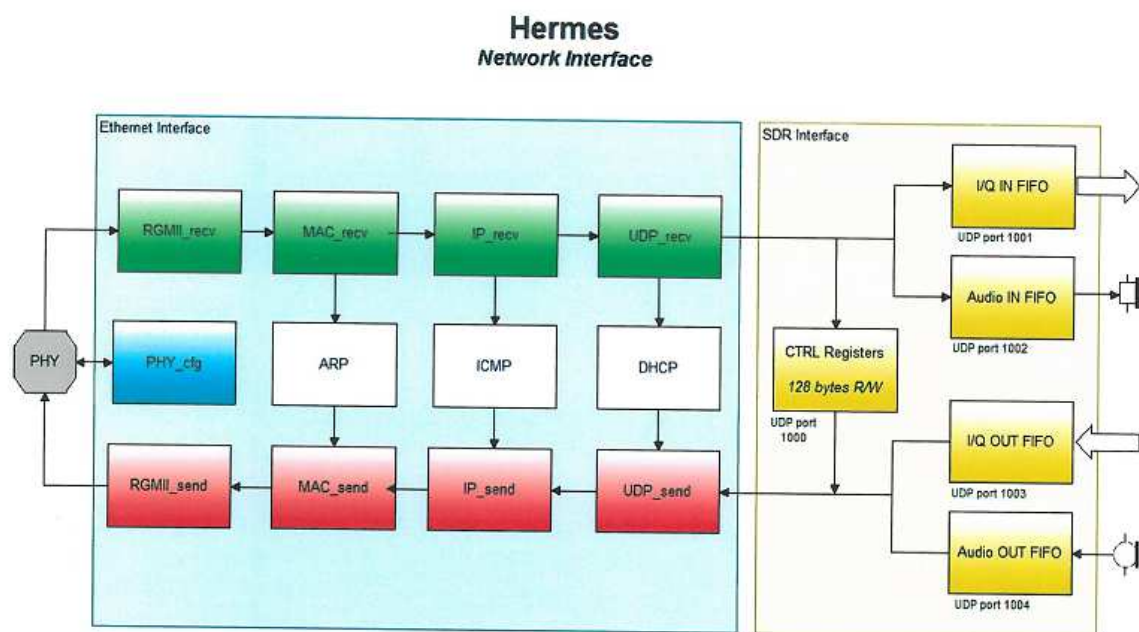 Hermes
Network Interface
Ethernet Interface
SDR Interface
RGMII_recv
MAC_recv
IP_recv
UDP_recv
I/Q IN FIFO
UDP port 1001
Audio IN FIFO
UDP port 1002
PHY
PHY_cfg
ARP
ICMP
DHCP
CTRL Registers
128 bytes R/W
UDP port
1000
I/Q OUT FIFO
UDP port 1003
RGMII_send
MAC_send
IP_send
UDP_send
Audio OUT FIFO
UDP port 1004